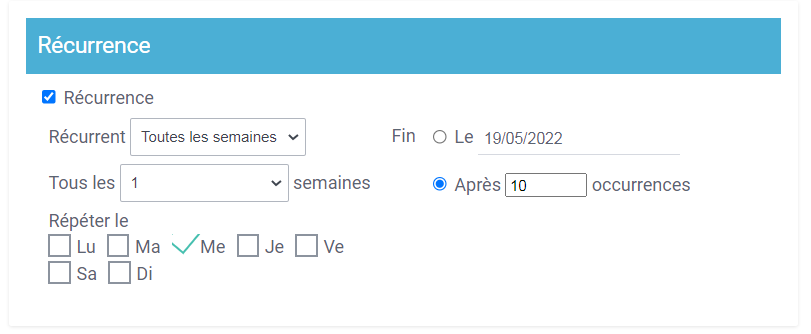 Récurrence
Récurrence
Récurrent Toutes les semaines
Fin Le 19/05/2022
Tous les 1 semaines
Après 10 occurrences
Répéter le
Lu Ma Me Je Ve
Sa Di